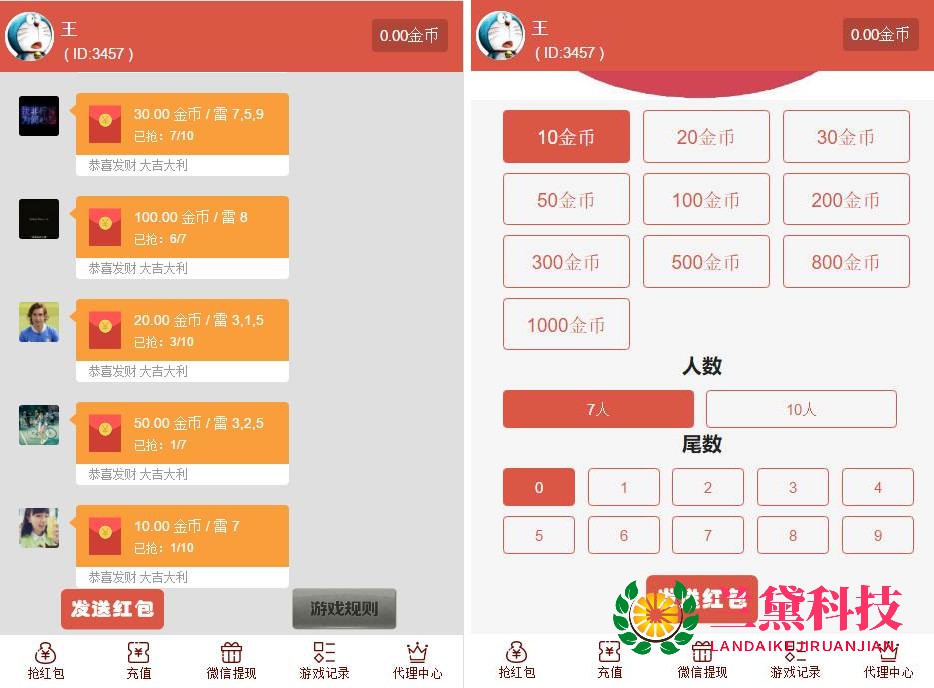 王
( ID:3457 )
0.00金币
30.00 金币 / 雷 7,5,9
已抢：7/10
恭喜发财 大吉大利
100.00 金币 / 雷 8
已抢：6/7
恭喜发财 大吉大利
20.00 金币 / 雷 3,1,5
已抢：3/10
恭喜发财 大吉大利
50.00 金币 / 雷 3,2,5
已抢：1/7
恭喜发财 大吉大利
10.00 金币 / 雷 7
已抢：1/10
恭喜发财 大吉大利
发送红包
游戏规则
抢红包
充值
微信提现
游戏记录
代理中心
王
( ID:3457 )
0.00金币
10金币
20金币
30金币
50金币
100金币
200金币
300金币
500金币
800金币
1000金币
人数
7人
10人
尾数
0
1
2
3
4
5
6
7
8
9
发送红包
黛科技
LANDAIKEJIRUANJIAN
抢红包
充值
微信提现
游戏记录
代理中心